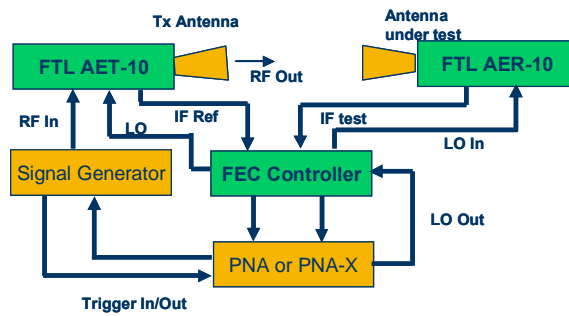 Tx Antenna
Antenna
under test
FTL AET-10
RF Out
FTL AER-10
RF In
LO
IF Ref
IF test
LO In
Signal Generator
FEC Controller
LO Out
PNA or PNA-X
Trigger In/Out